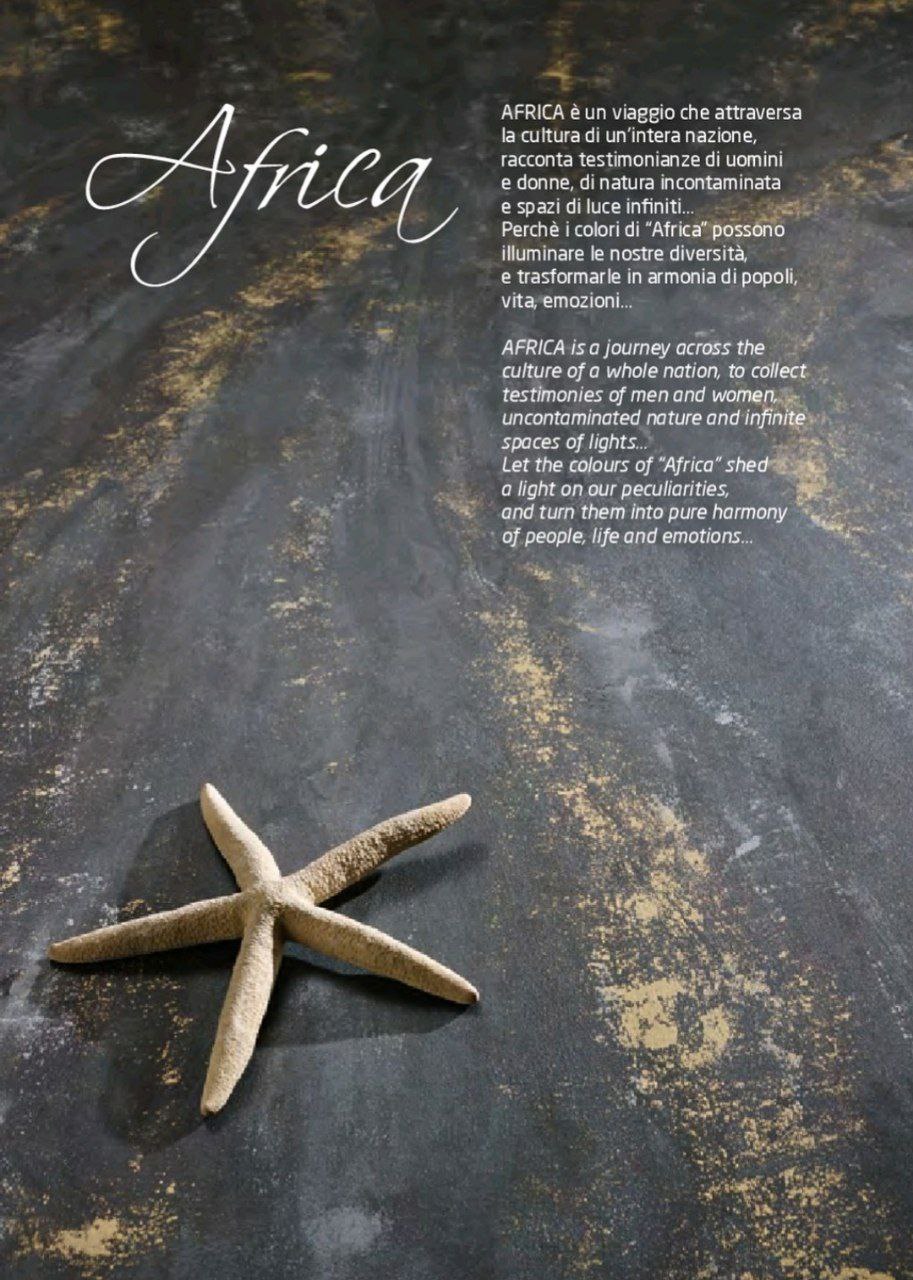 Africa
AFRICA è un viaggio che attraversa
la cultura di un'intera nazione,
racconta testimonianze di uomini
e donne, di natura incontaminata
e spazi di luce infiniti...
Perchè i colori di “Africa” possono
illuminare le nostre diversità,
e trasformarle in armonia di popoli,
vita, emozioni...
AFRICA is a journey across the
culture of a whole nation, to collect
testimonies of men and women,
uncontaminated nature and infinite
spaces of lights...
Let the colours of “Africa” shed
a light on our peculiarities,
and turn them into pure harmony
of people, life and emotions...